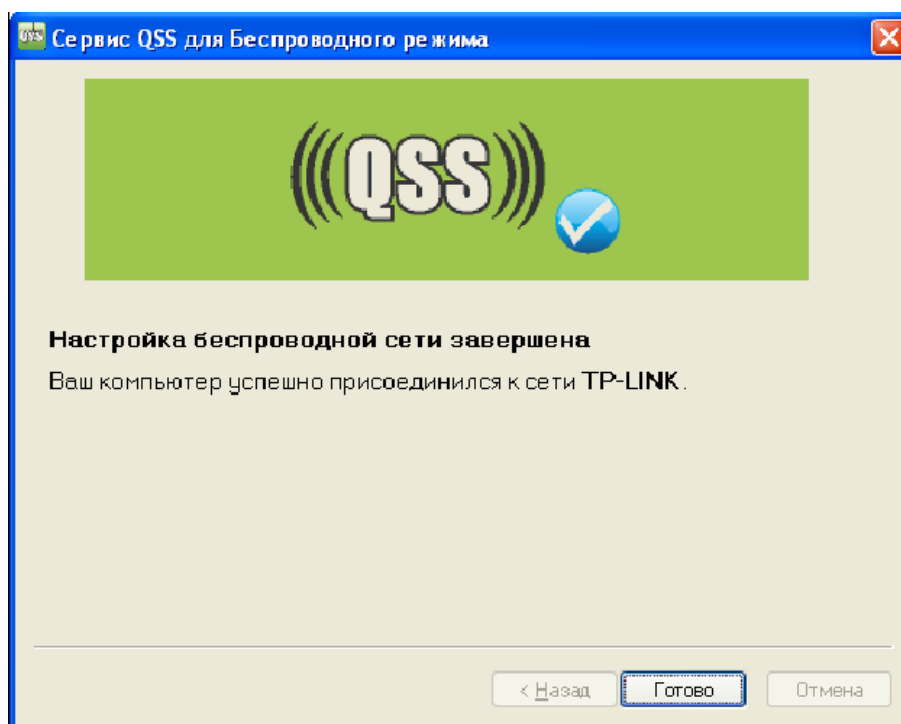 QSS Сервис QSS для Беспроводного режима
(((QSS)))
Настройка беспроводной сети завершена
Ваш компьютер успешно присоединился к сети TP-LINK.
< Назад Готово Отмена